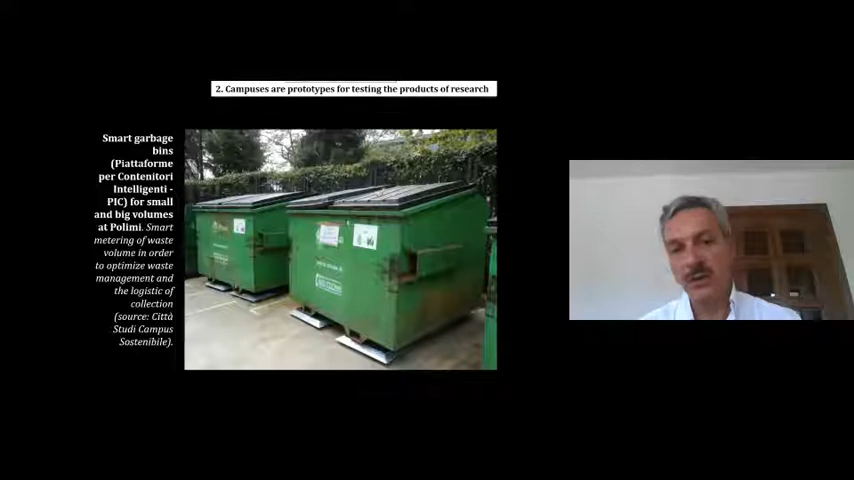 2. Campuses are prototypes for testing the products of research
Smart garbage
bins
(Piattaforme
per Contenitori
Intelligenti -
PIC) for small
and big volumes
at Polimi. Smart
metering of waste
volume in order
to optimize waste
management and
the logistic of
collection
(source: Città
Studi Campus
Sostenibile).